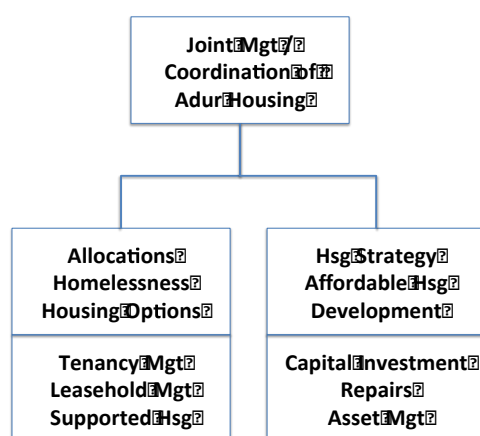 Joint Mgt /
Coordination of
Adur Housing
Allocations
Homelessness
Housing Options
Hsg Strategy
Affordable Hsg
Development
Tenancy Mgt
Leasehold Mgt
Supported Hsg
Capital Investment
Repairs
Asset Mgt